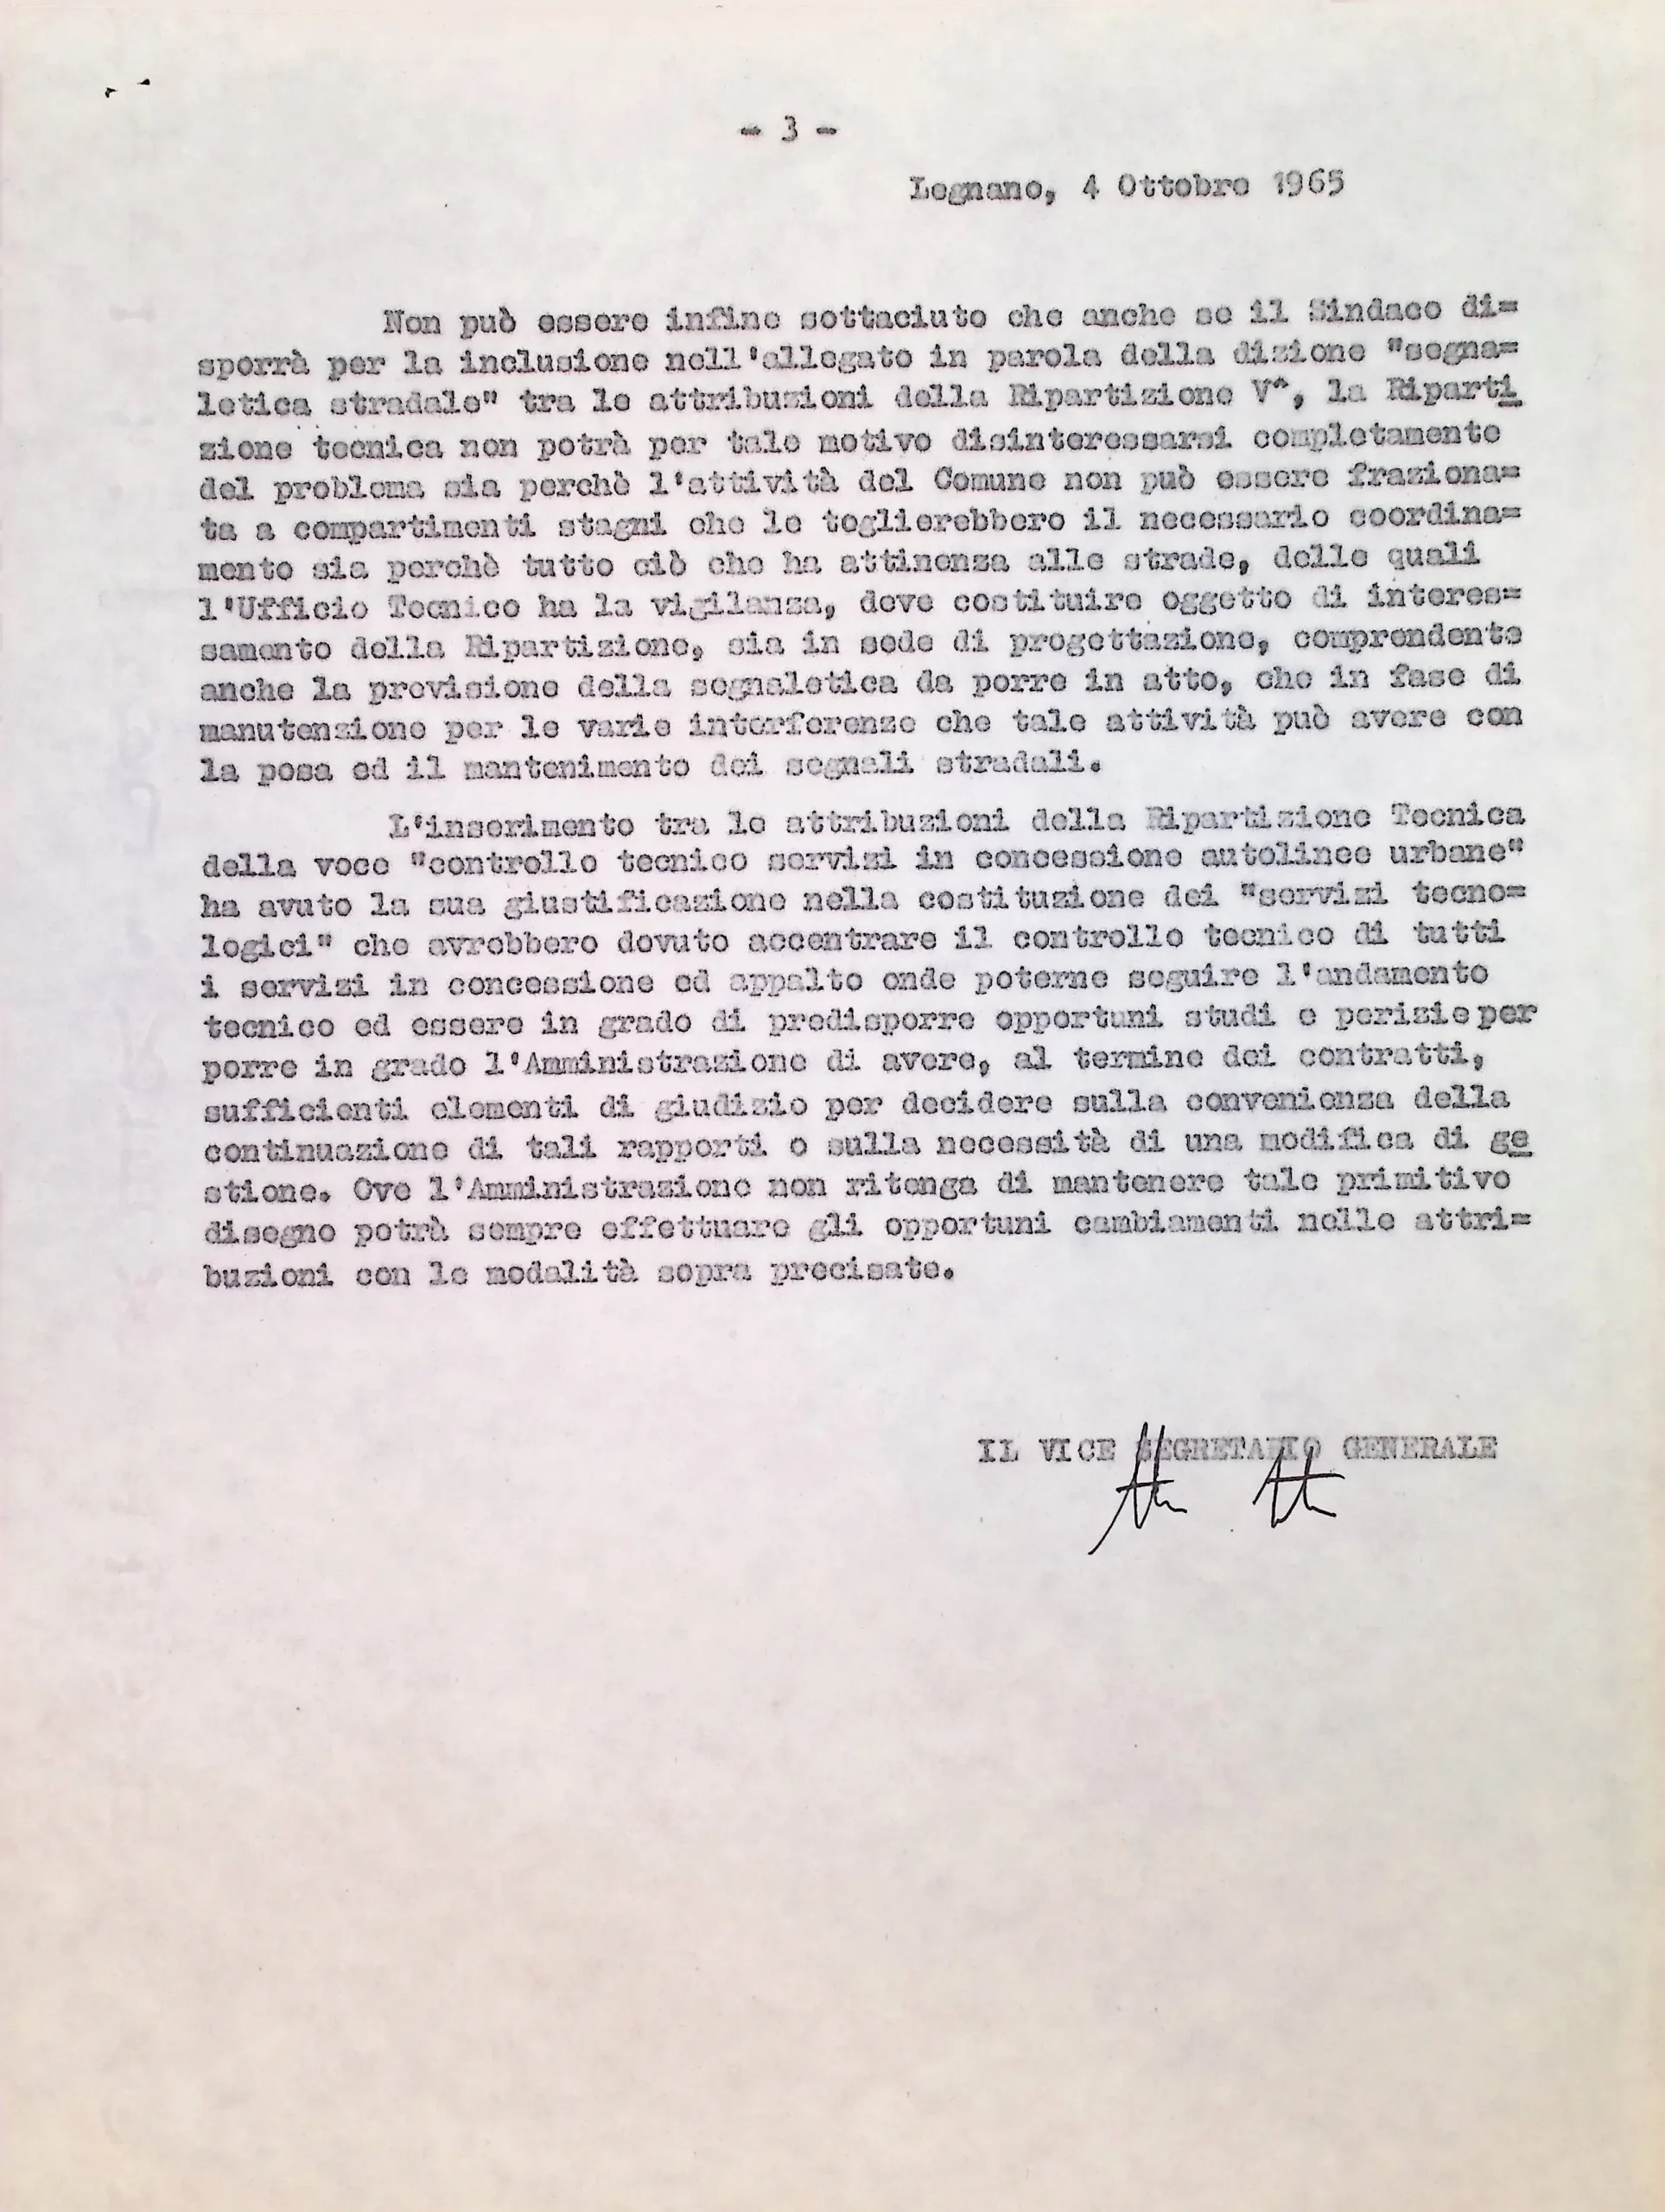 - 3 -
Legnano, 4 Ottobre 1965
Non può essere infine sottaciuto che anche se il Sindaco di=
sporrà per la inclusione nell'allegato in parola della dizione "segna=
letica stradale" tra le attribuzioni della Ripartizione V^, la Riparti
zione tecnica non potrà per tale motivo disinteressarsi completamente
del problema sia perchè l'attività del Comune non può essere fraziona=
ta a compartimenti stagni che le toglierebbero il necessario coordina=
mento sia perchè tutto ciò che ha attinenza alle strade, delle quali
l'Ufficio Tecnico ha la vigilanza, deve costituire oggetto di interes=
samento della Ripartizione, sia in sede di progettazione, comprendente
anche la previsione della segnaletica da porre in atto, che in fase di
manutenzione per le varie interferenze che tale attività può avere con
la posa ed il mantenimento dei segnali stradali.
L'inserimento tra le attribuzioni della Ripartizione Tecnica
della voce "controllo tecnico servizi in concessione autolinee urbane"
ha avuto la sua giustificazione nella costituzione dei "servizi tecno=
logici" che avrebbero dovuto accentrare il controllo tecnico di tutti
i servizi in concessione ed appalto onde poterne seguire l'andamento
tecnico ed essere in grado di predisporre opportuni studi e perizie per
porre in grado l'Amministrazione di avere, al termine dei contratti,
sufficienti elementi di giudizio per decidere sulla convenienza della
continuazione di tali rapporti o sulla necessità di una modifica di ge
stione. Ove l'Amministrazione non ritenga di mantenere tale primitivo
disegno potrà sempre effettuare gli opportuni cambiamenti nelle attri=
buzioni con le modalità sopra precisate.
IL VICE SEGRETARIO GENERALE